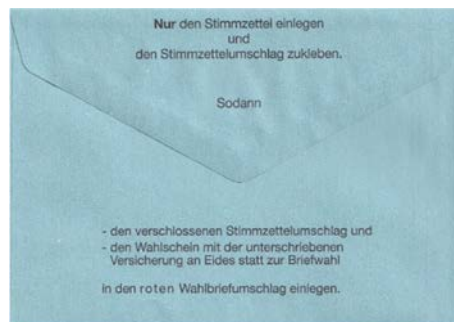 Nur den Stimmzettel einlegen
und
den Stimmzettelumschlag zukleben.
Sodann
- den verschlossenen Stimmzettelumschlag und
- den Wahlschein mit der unterschriebenen
Versicherung an Eides statt zur Briefwahl
in den roten Wahlbriefumschlag einlegen.